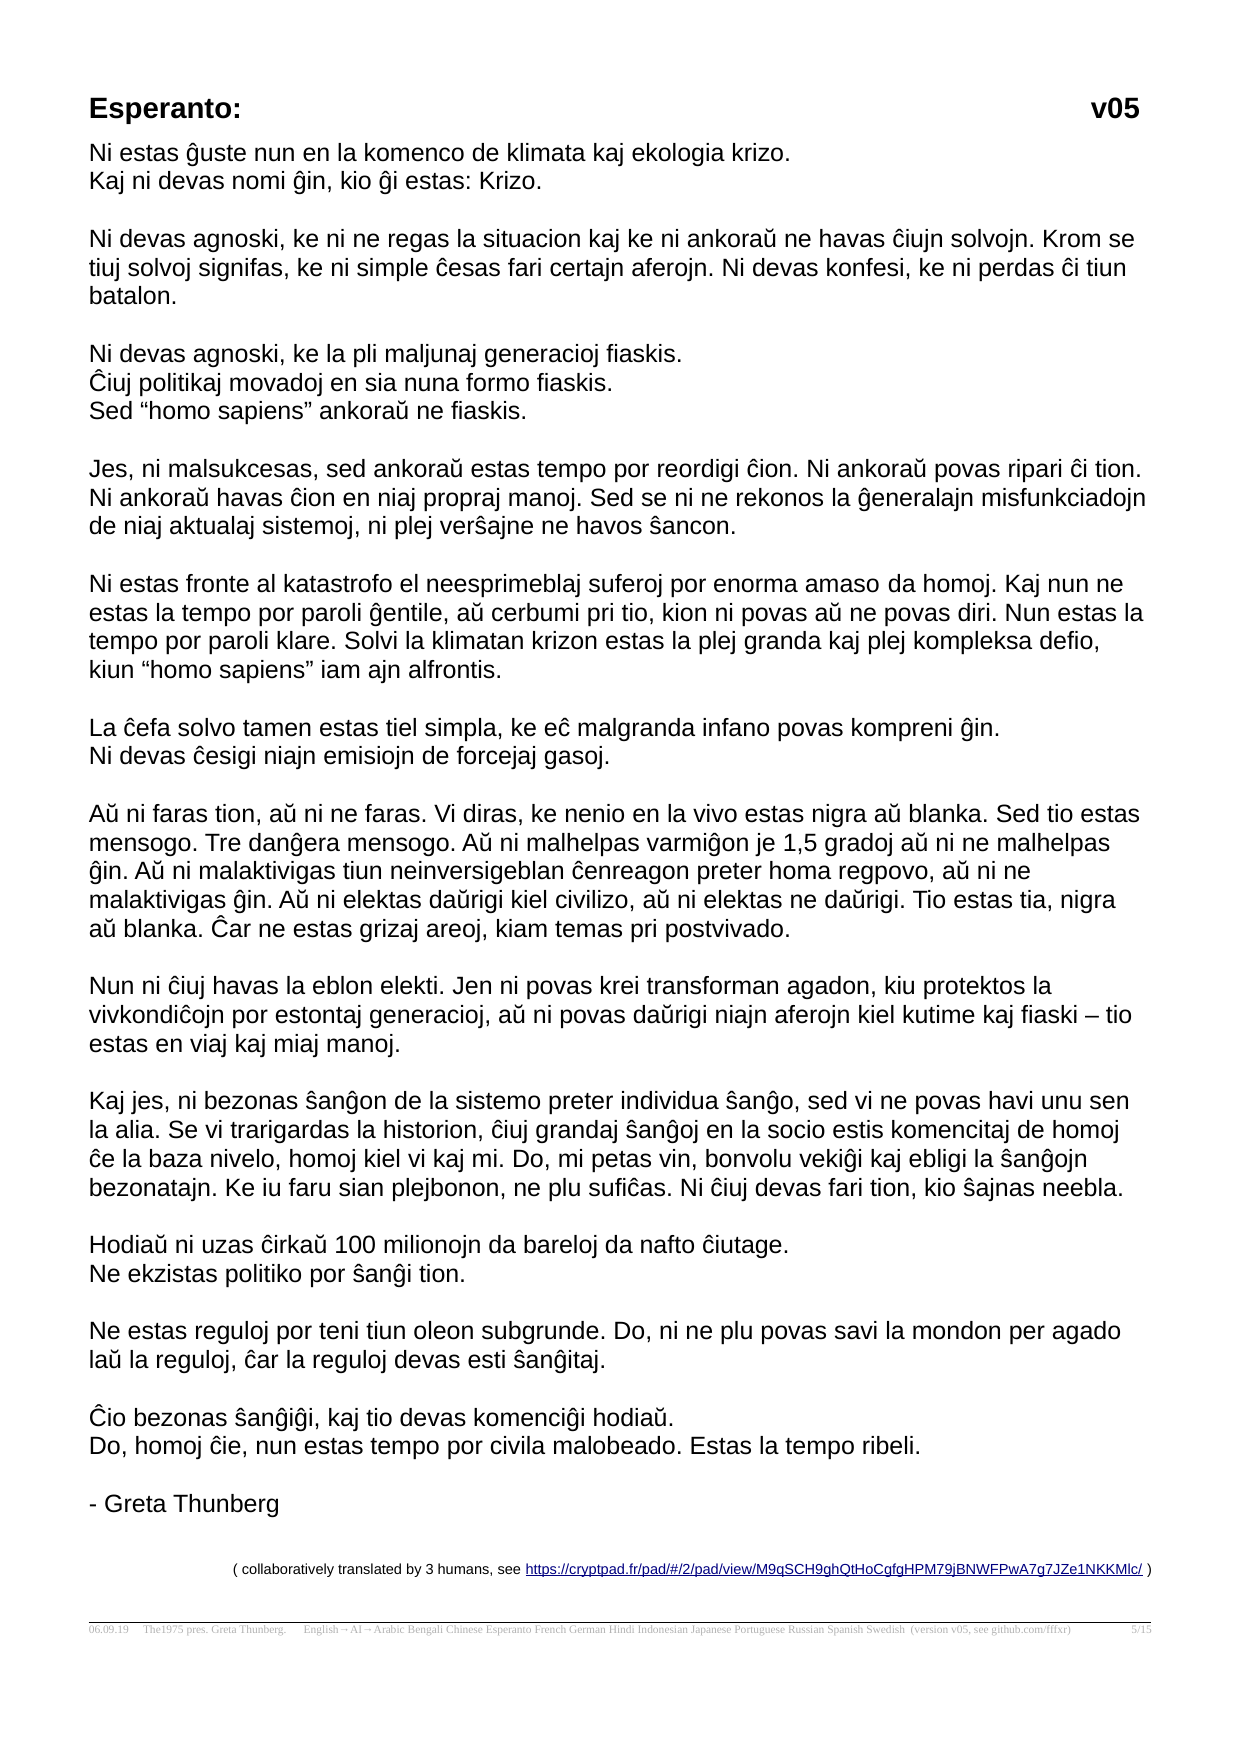 Esperanto: v05
Ni estas ĝuste nun en la komenco de klimata kaj ekologia krizo.
Kaj ni devas nomi ĝin, kio ĝi estas: Krizo.
Ni devas agnoski, ke ni ne regas la situacion kaj ke ni ankoraŭ ne havas ĉiujn solvojn. Krom se
tiuj solvoj signifas, ke ni simple ĉesas fari certajn aferojn. Ni devas konfesi, ke ni perdas ĉi tiun
batalon.
Ni devas agnoski, ke la pli maljunaj generacioj fiaskis.
Ĉiuj politikaj movadoj en sia nuna formo fiaskis.
Sed “homo sapiens” ankoraŭ ne fiaskis.
Jes, ni malsukcesas, sed ankoraŭ estas tempo por reordigi ĉion. Ni ankoraŭ povas ripari ĉi tion.
Ni ankoraŭ havas ĉion en niaj propraj manoj. Sed se ni ne rekonos la ĝeneralajn misfunkciadojn
de niaj aktualaj sistemoj, ni plej verŝajne ne havos ŝancon.
Ni estas fronte al katastrofo el neesprimeblaj suferoj por enorma amaso da homoj. Kaj nun ne
estas la tempo por paroli ĝentile, aŭ cerbumi pri tio, kion ni povas aŭ ne povas diri. Nun estas la
tempo por paroli klare. Solvi la klimatan krizon estas la plej granda kaj plej kompleksa defio,
kiun “homo sapiens” iam ajn alfrontis.
La ĉefa solvo tamen estas tiel simpla, ke eĉ malgranda infano povas kompreni ĝin.
Ni devas ĉesigi niajn emisiojn de forcejaj gasoj.
Aŭ ni faras tion, aŭ ni ne faras. Vi diras, ke nenio en la vivo estas nigra aŭ blanka. Sed tio estas
mensogo. Tre danĝera mensogo. Aŭ ni malhelpas varmiĝon je 1,5 gradoj aŭ ni ne malhelpas
ĝin. Aŭ ni malaktivigas tiun neinversigeblan ĉenreagon preter homa regpovo, aŭ ni ne
malaktivigas ĝin. Aŭ ni elektas daŭrigi kiel civilizo, aŭ ni elektas ne daŭrigi. Tio estas tia, nigra
aŭ blanka. Ĉar ne estas grizaj areoj, kiam temas pri postvivado.
Nun ni ĉiuj havas la eblon elekti. Jen ni povas krei transforman agadon, kiu protektos la
vivkondiĉojn por estontaj generacioj, aŭ ni povas daŭrigi niajn aferojn kiel kutime kaj fiaski – tio
estas en viaj kaj miaj manoj.
Kaj jes, ni bezonas ŝanĝon de la sistemo preter individua ŝanĝo, sed vi ne povas havi unu sen
la alia. Se vi trarigardas la historion, ĉiuj grandaj ŝanĝoj en la socio estis komencitaj de homoj
ĉe la baza nivelo, homoj kiel vi kaj mi. Do, mi petas vin, bonvolu vekiĝi kaj ebligi la ŝanĝojn
bezonatajn. Ke iu faru sian plejbonon, ne plu sufiĉas. Ni ĉiuj devas fari tion, kio ŝajnas neebla.
Hodiaŭ ni uzas ĉirkaŭ 100 milionojn da bareloj da nafto ĉiutage.
Ne ekzistas politiko por ŝanĝi tion.
Ne estas reguloj por teni tiun oleon subgrunde. Do, ni ne plu povas savi la mondon per agado
laŭ la reguloj, ĉar la reguloj devas esti ŝanĝitaj.
Ĉio bezonas ŝanĝiĝi, kaj tio devas komenciĝi hodiaŭ.
Do, homoj ĉie, nun estas tempo por civila malobeado. Estas la tempo ribeli.
- Greta Thunberg
( collaboratively translated by 3 humans, see https://cryptpad.fr/pad/#/2/pad/view/M9qSCH9ghQtHoCgfgHPM79jBNWFPwA7g7JZe1NKKMlc/ )
06.09.19 The1975 pres. Greta Thunberg. English→AI→Arabic Bengali Chinese Esperanto French German Hindi Indonesian Japanese Portuguese Russian Spanish Swedish (version v05, see github.com/fffxr) 5/15